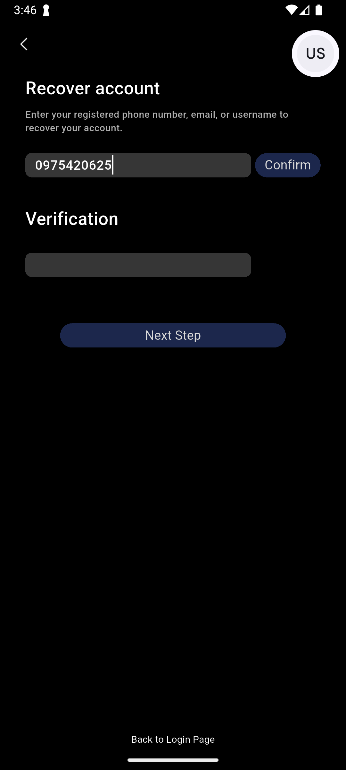 3:46
US
Recover account
Enter your registered phone number, email, or username to
recover your account.
0975420625
Confirm
Verification
Next Step
Back to Login Page